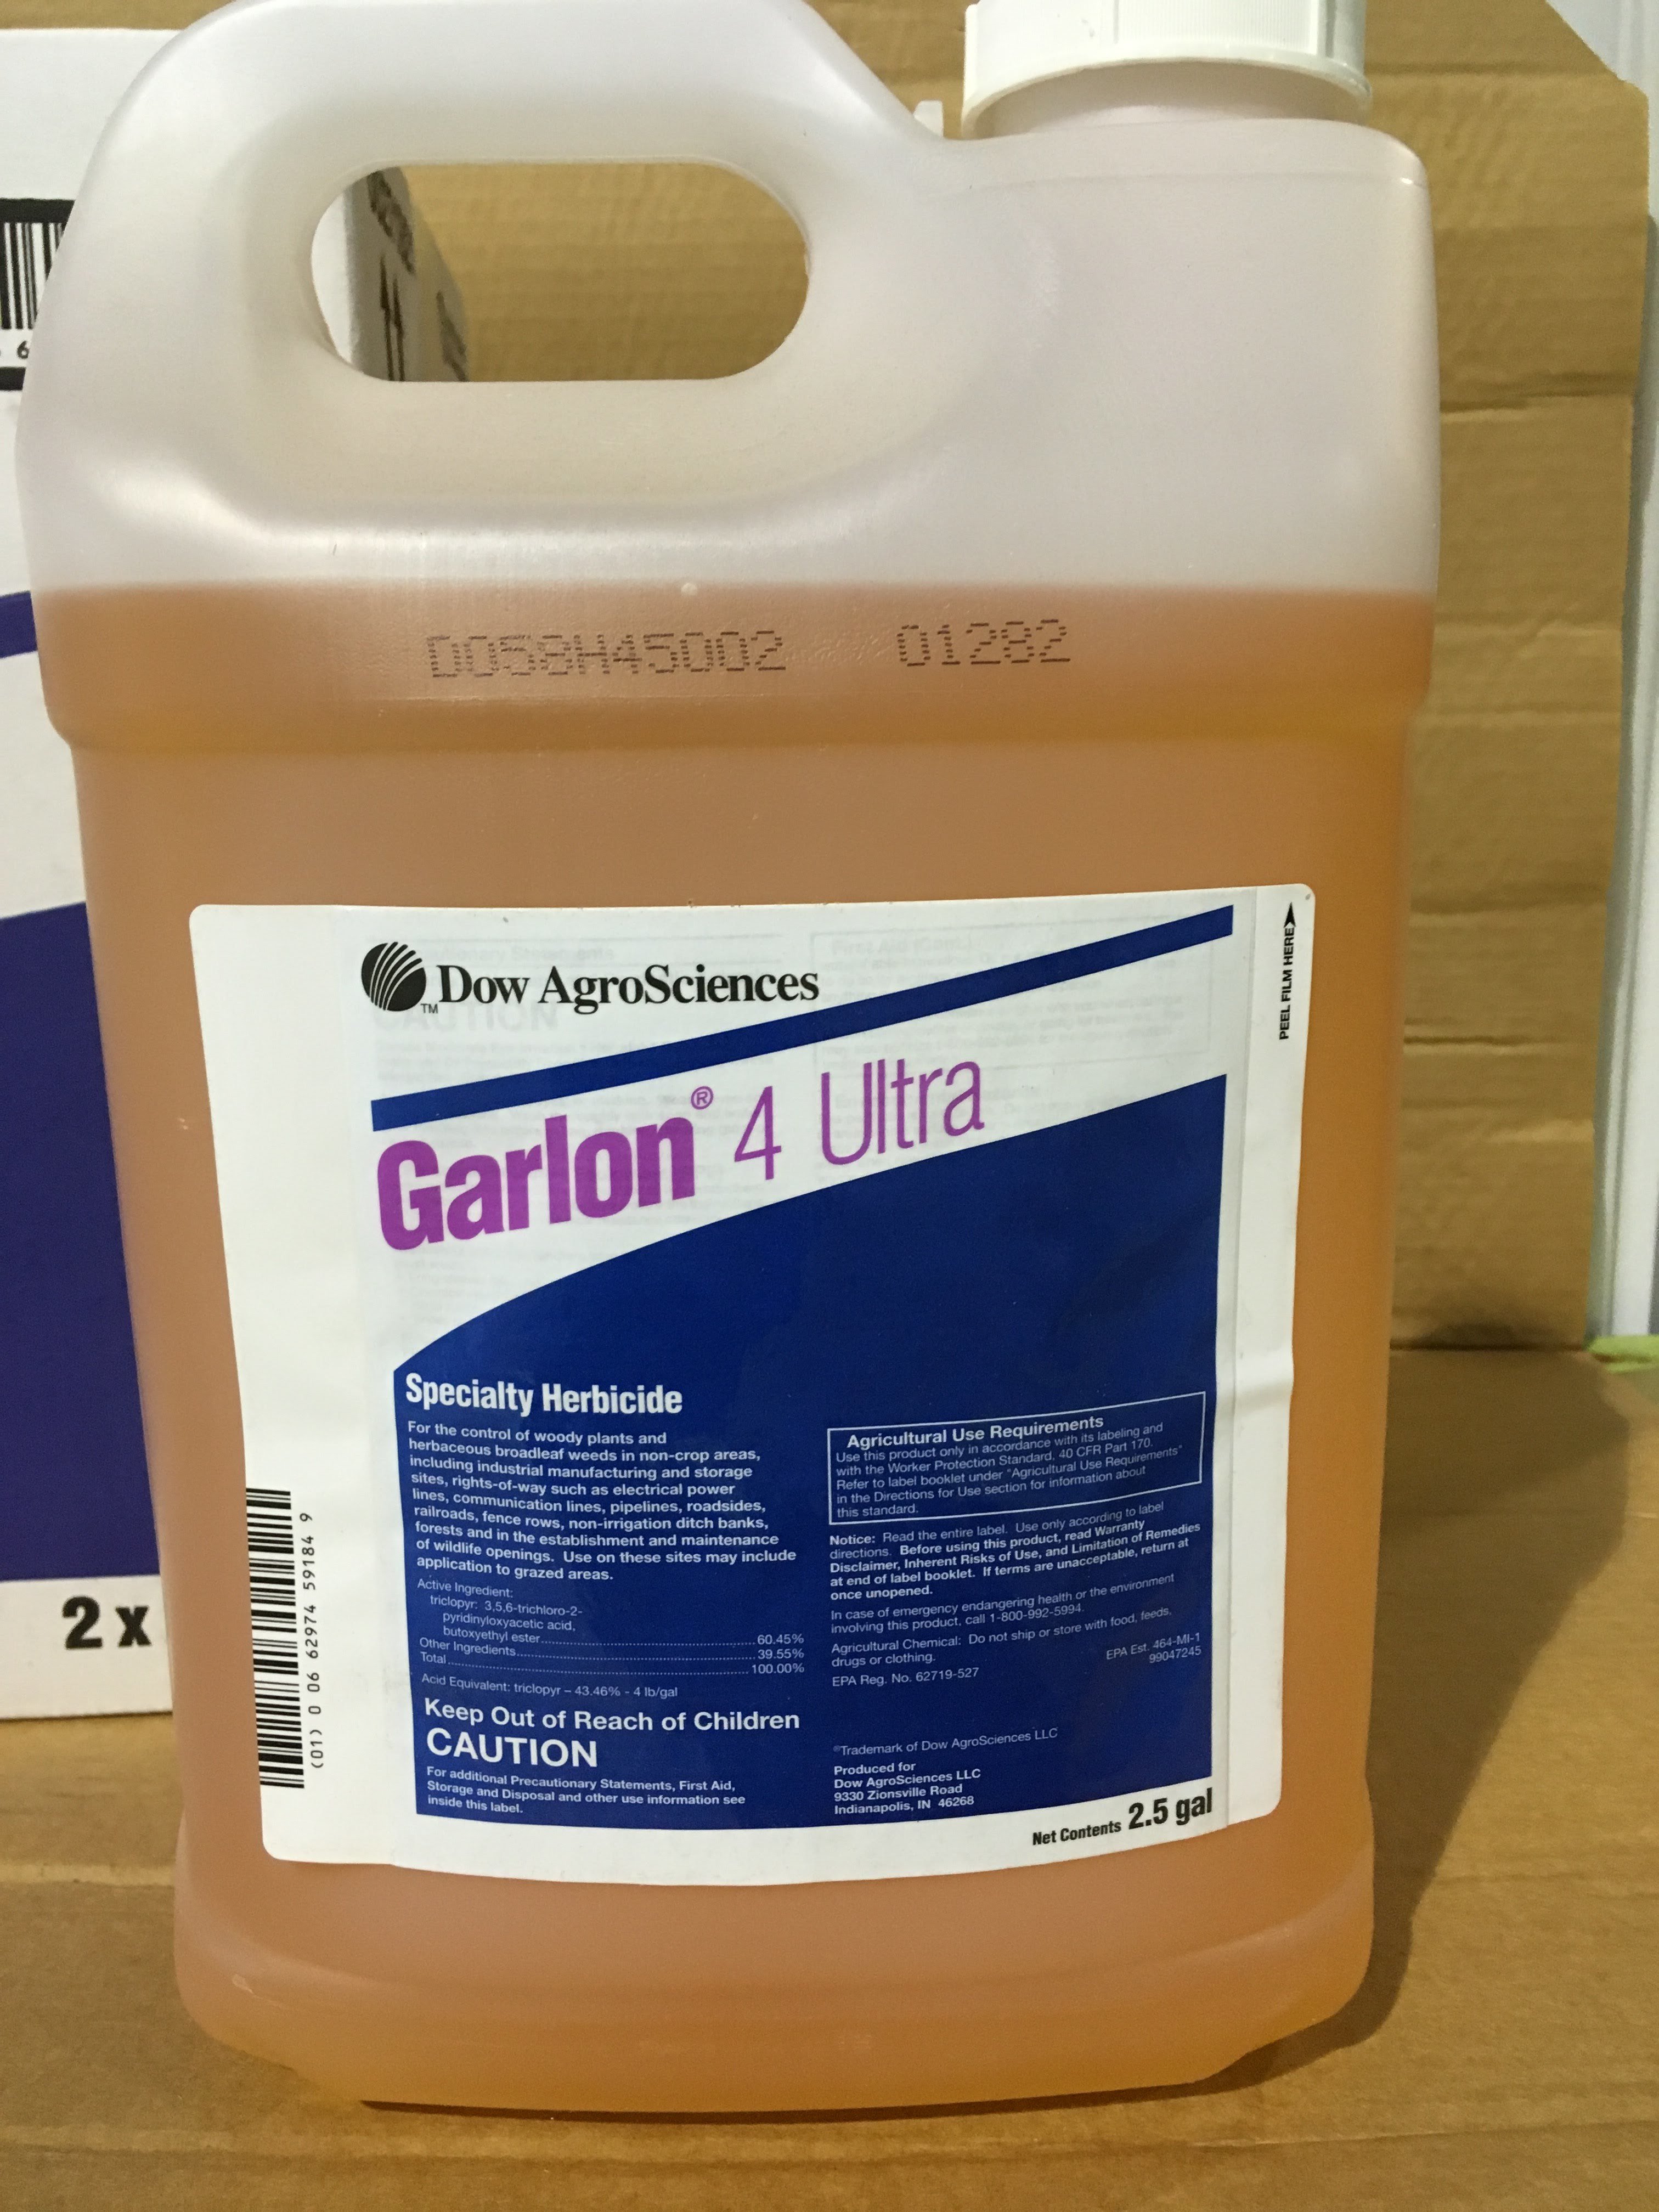 D058H45002 01282
Dow AgroSciences
TM
Garlon® 4 Ultra
PEEL FILM HERE
Specialty Herbicide
For the control of woody plants and
herbaceous broadleaf weeds in non-crop areas,
including industrial manufacturing and storage
sites, rights-of-way such as electrical power
lines, communication lines, pipelines, roadsides,
railroads, fence rows, non-irrigation ditch banks,
forests and in the establishment and maintenance
of wildlife openings. Use on these sites may include
application to grazed areas.
Active Ingredient:
triclopyr: 3,5,6-trichloro-2-
pyridinyloxyacetic acid,
butoxyethyl ester 60.45%
Other Ingredients 39.55%
Total 100.00%
Acid Equivalent: triclopyr – 43.46% - 4 lb/gal
Keep Out of Reach of Children
CAUTION
For additional Precautionary Statements, First Aid,
Storage and Disposal and other use information see
inside this label.
Agricultural Use Requirements
Use this product only in accordance with its labeling and
with the Worker Protection Standard, 40 CFR Part 170.
Refer to label booklet under "Agricultural Use Requirements"
in the Directions for Use section for information about
this standard.
Notice: Read the entire label. Use only according to label
directions. Before using this product, read Warranty
Disclaimer, Inherent Risks of Use, and Limitation of Remedies
at end of label booklet. If terms are unacceptable, return at
once unopened.
In case of emergency endangering health or the environment
involving this product, call 1-800-992-5994.
Agricultural Chemical: Do not ship or store with food, feeds,
drugs or clothing.
EPA Est. 464-MI-1
EPA Reg. No. 62719-527
99047245
®Trademark of Dow AgroSciences LLC
Produced for
Dow AgroSciences LLC
9330 Zionsville Road
Indianapolis, IN 46268
Net Contents 2.5 gal
(01) 0 06 62974 59184 9
2 x
6